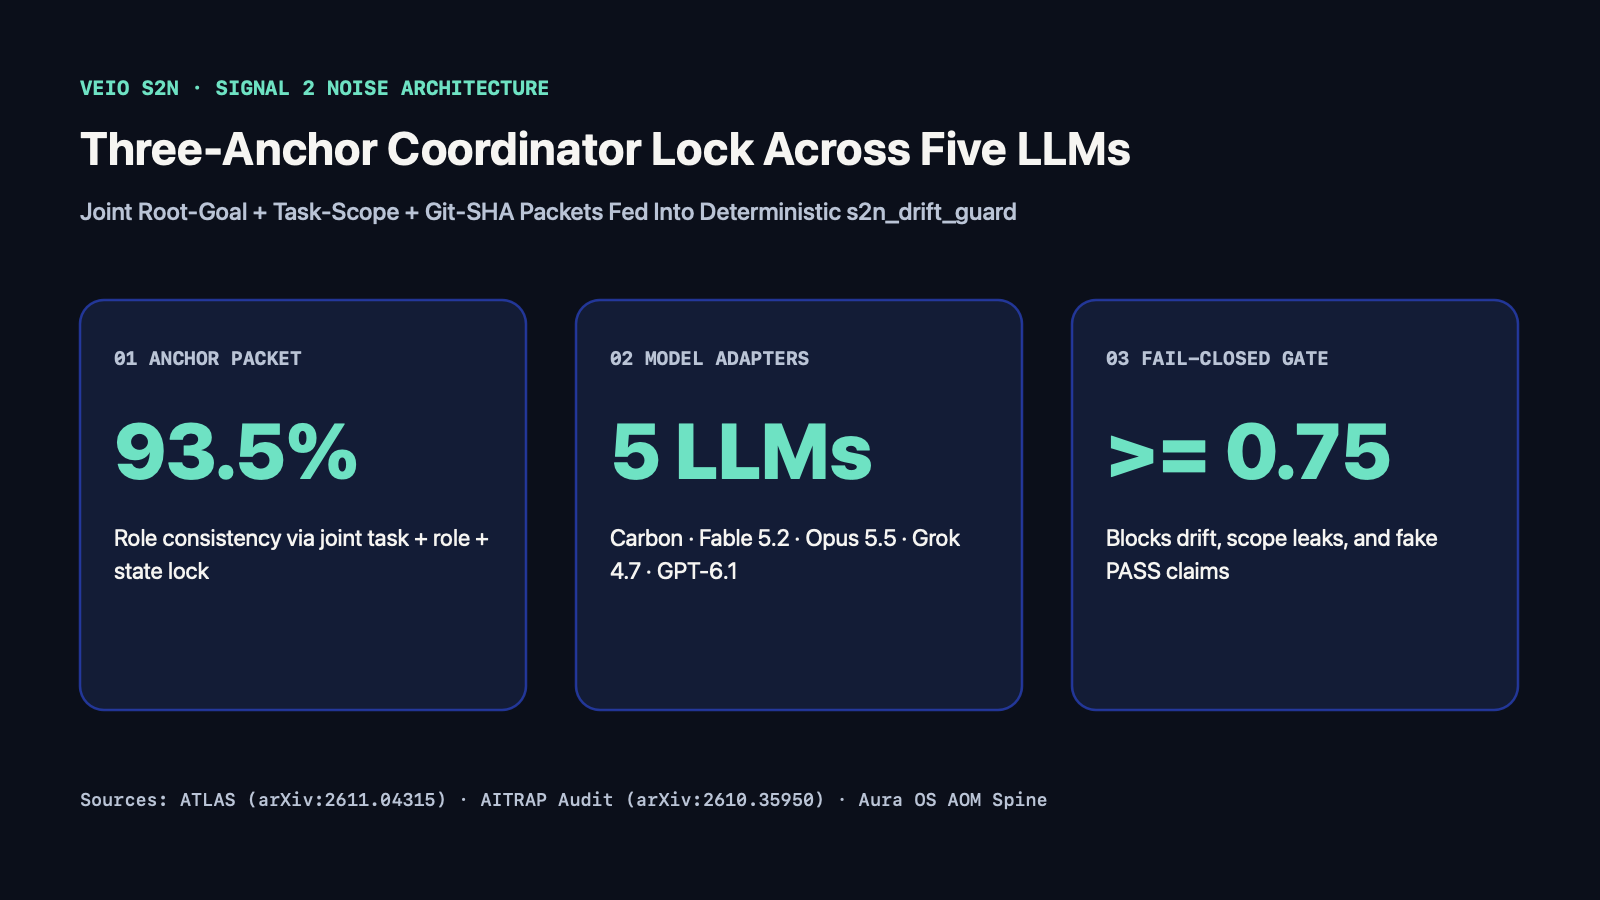 VEIO S2N · SIGNAL 2 NOISE ARCHITECTURE
Three-Anchor Coordinator Lock Across Five LLMs
Joint Root-Goal + Task-Scope + Git-SHA Packets Fed Into Deterministic s2n_drift_guard
01 ANCHOR PACKET
93.5%
Role consistency via joint task + role +
state lock
02 MODEL ADAPTERS
5 LLMs
Carbon · Fable 5.2 · Opus 5.5 · Grok
4.7 · GPT-6.1
03 FAIL-CLOSED GATE
>= 0.75
Blocks drift, scope leaks, and fake
PASS claims
Sources: ATLAS (arXiv:2611.04315) · AITRAP Audit (arXiv:2610.35950) · Aura OS AOM Spine